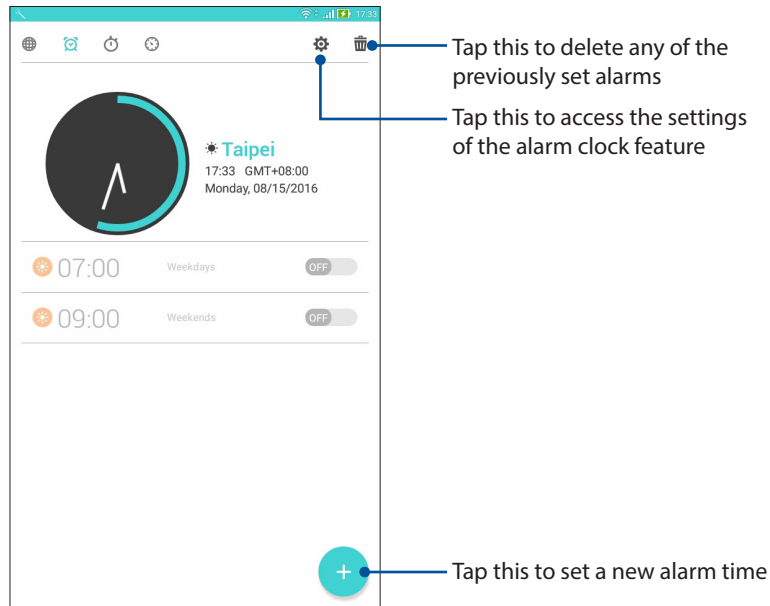 17:33
Tap this to delete any of the
previously set alarms
Tap this to access the settings
of the alarm clock feature
Taipei
17:33 GMT+08:00
Monday, 08/15/2016
07:00 Weekdays OFF
09:00 Weekends OFF
Tap this to set a new alarm time